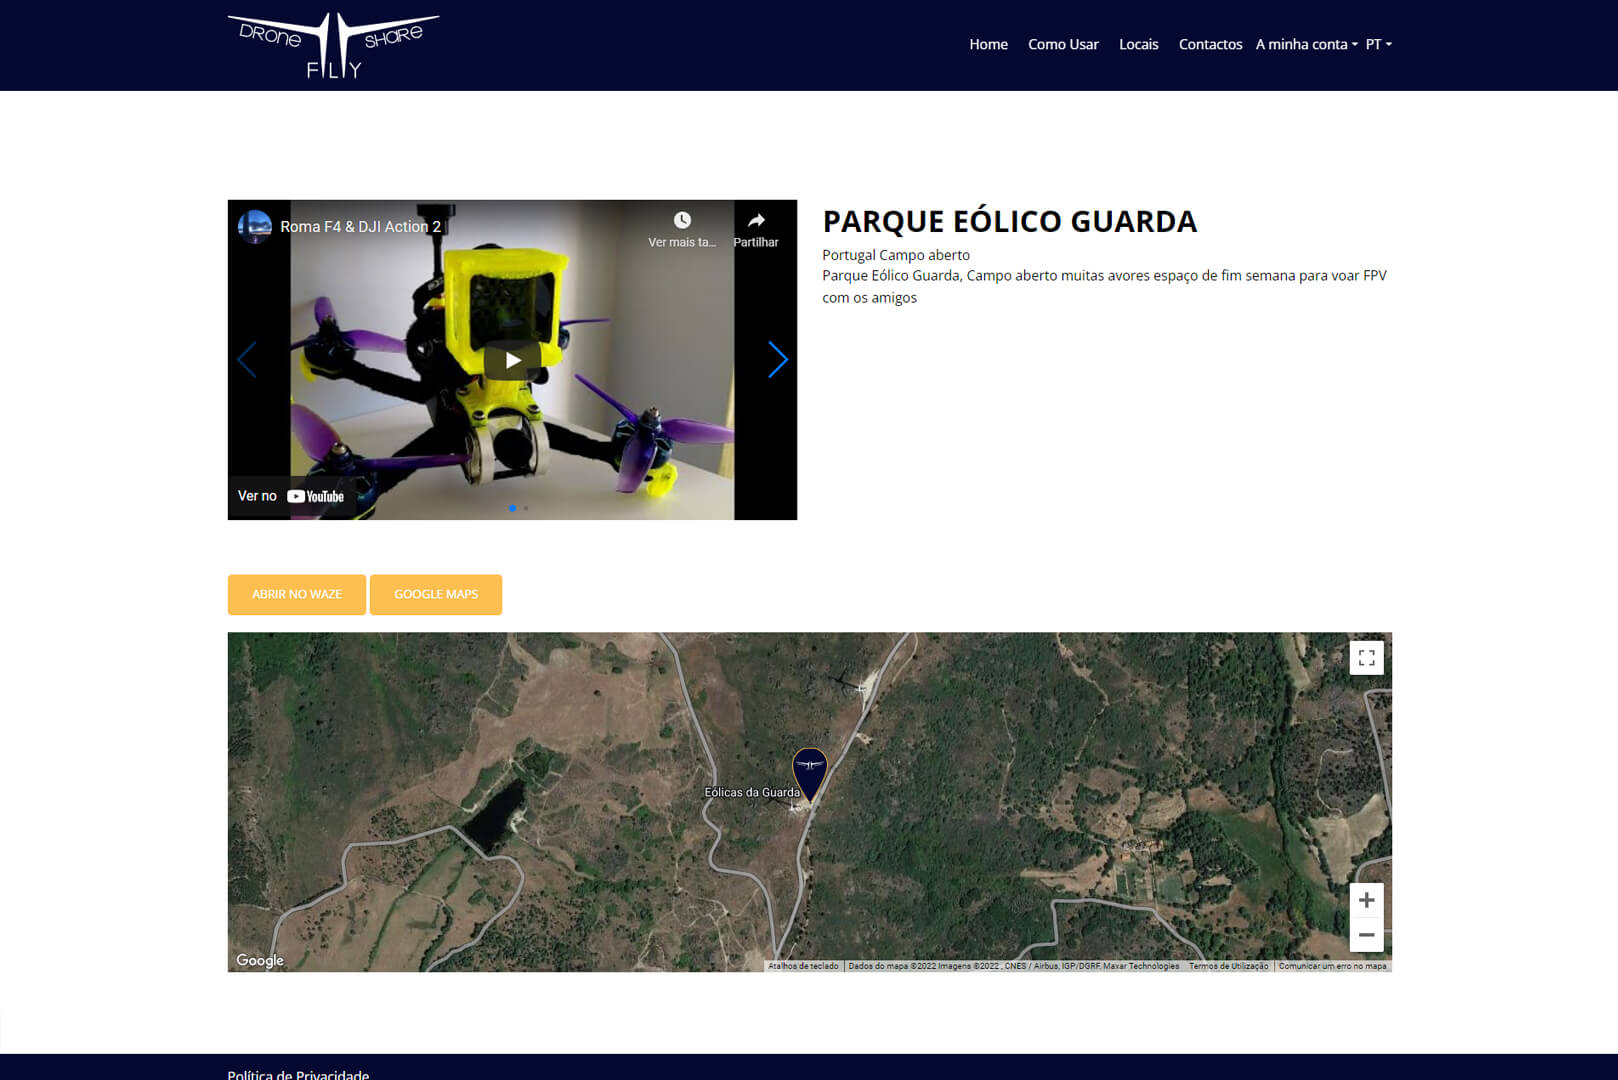 DRONE SHARE
FLY
Home Como Usar Locais Contactos A minha conta PT
Roma F4 & DJI Action 2
Ver mais ta...
Partilhar
Ver no YouTube
PARQUE EÓLICO GUARDA
Portugal Campo aberto
Parque Eólico Guarda, Campo aberto muitas avores espaço de fim semana para voar FPV
com os amigos
ABRIR NO WAZE
GOOGLE MAPS
Eólicas da Guarda
Google
Atalhos de teclado
Dados do mapa ©2022 Imagens ©2022 , CNES / Airbus, IGP/DGRF, Maxar Technologies
Termos de Utilização
Comunicar um erro no mapa
Política de Privacidade